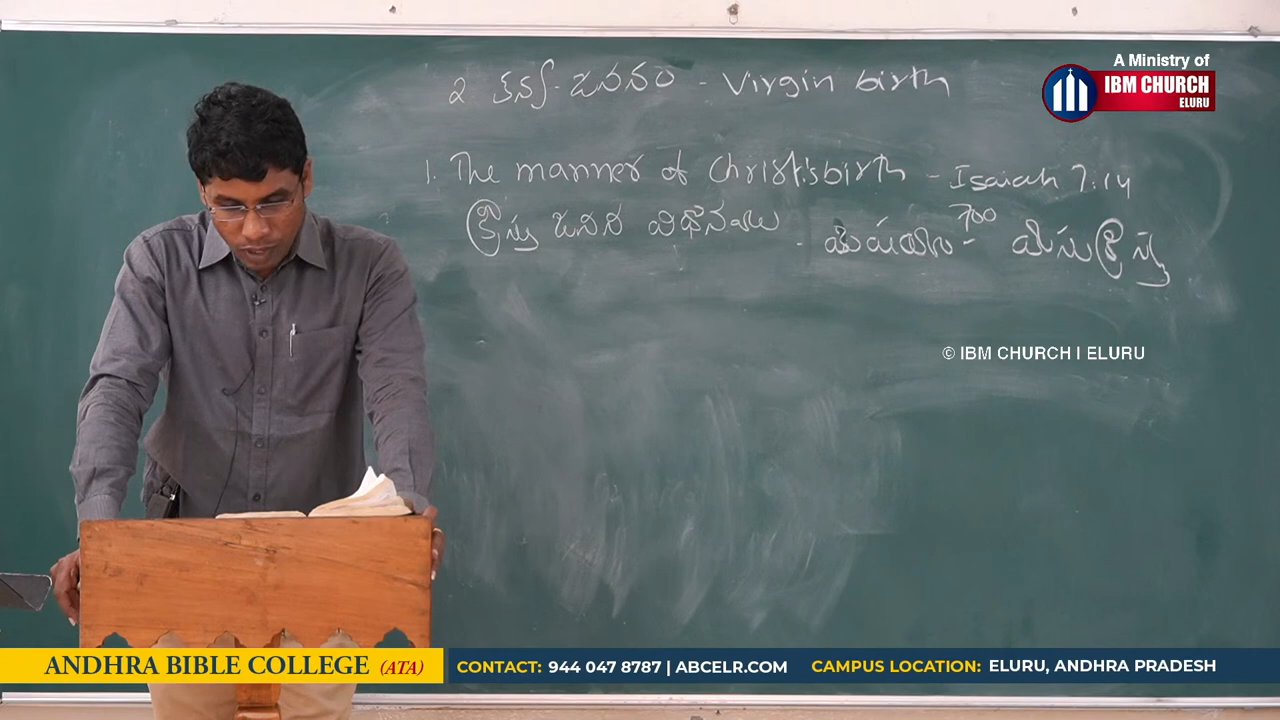 2 కన్య - జననం - Virgin birth
A Ministry of
IBM CHURCH
ELURU
1. The manner of Christ's birth - Isaiah 7:14
క్రీస్తు జనన విధానము - యెషయా - 700 యేసుక్రీస్తు
© IBM CHURCH I ELURU
ANDHRA BIBLE COLLEGE (ATA)
CONTACT: 944 047 8787 | ABCELR.COM CAMPUS LOCATION: ELURU, ANDHRA PRADESH